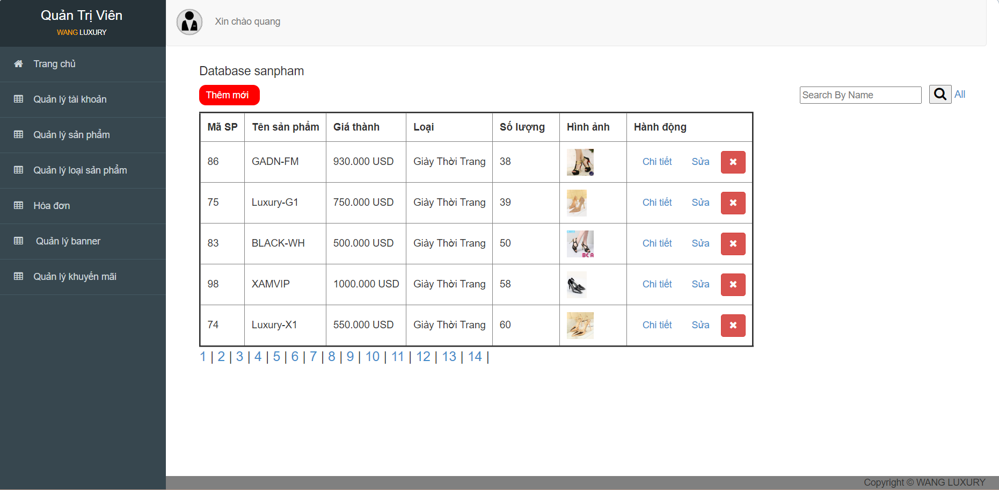 Quản Trị Viên
WANG LUXURY
Trang chủ
Quản lý tài khoản
Quản lý sản phẩm
Quản lý loại sản phẩm
Hóa đơn
Quản lý banner
Quản lý khuyến mãi
Xin chào quang
Database sanpham
Thêm mới
Search By Name All
Mã SP Tên sản phẩm Giá thành Loại Số lượng Hình ảnh Hành động
86 GADN-FM 930.000 USD Giày Thời Trang 38 Chi tiết Sửa
75 Luxury-G1 750.000 USD Giày Thời Trang 39 Chi tiết Sửa
83 BLACK-WH 500.000 USD Giày Thời Trang 50 Chi tiết Sửa
98 XAMVIP 1000.000 USD Giày Thời Trang 58 Chi tiết Sửa
74 Luxury-X1 550.000 USD Giày Thời Trang 60 Chi tiết Sửa
1 | 2 | 3 | 4 | 5 | 6 | 7 | 8 | 9 | 10 | 11 | 12 | 13 | 14 |
Copyright © WANG LUXURY